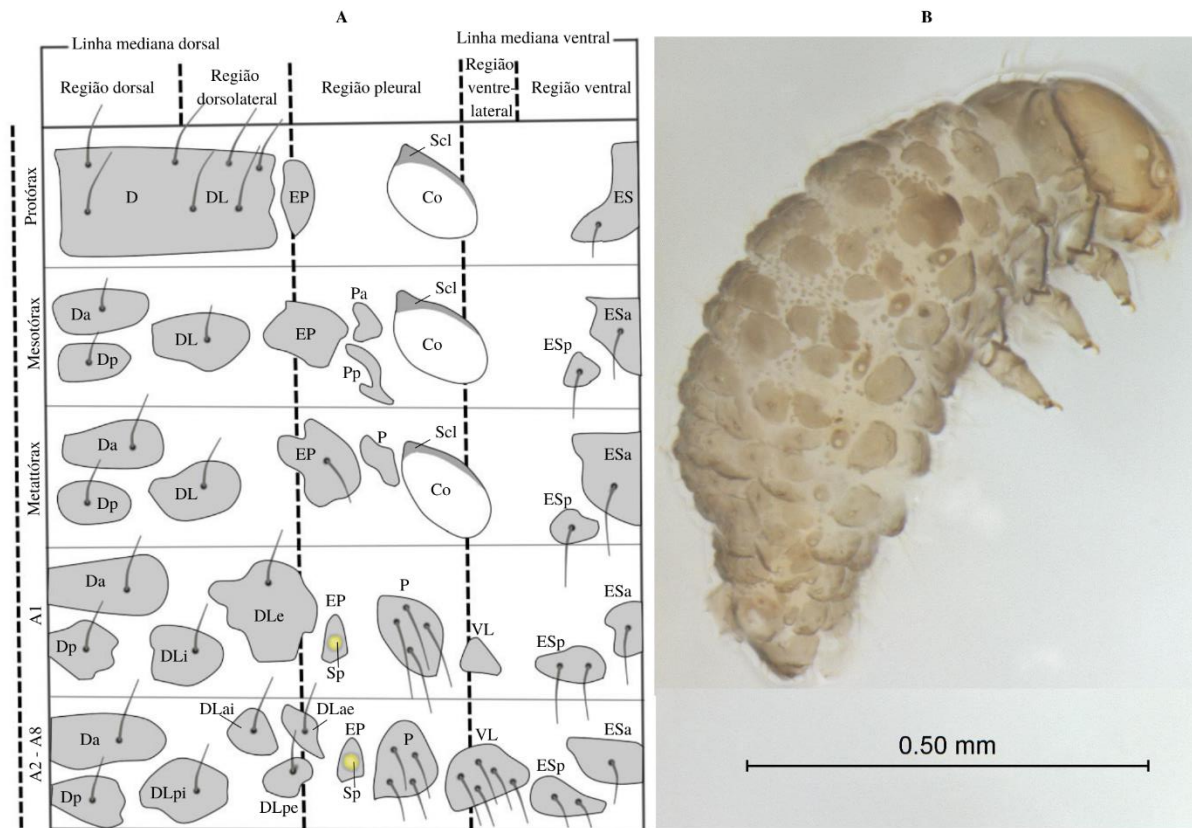 A
B
Linha mediana dorsal
Linha mediana ventral
Região dorsal
Região
dorsolateral
Região pleural
Região
ventre-
lateral
Região ventral
Protórax
D
DL
EP
Scl
Co
ES
Mesotórax
Da
Dp
DL
EP
Pa
Pp
Scl
Co
ESp
ESa
Metattórax
Da
Dp
DL
EP
P
Scl
Co
ESp
ESa
A1
Da
Dp
DLi
DLe
EP
Sp
P
VL
ESp
ESa
A2 - A8
Da
Dp
DLai
DLpi
DLae
DLpe
EP
Sp
P
VL
ESp
ESa
0.50 mm